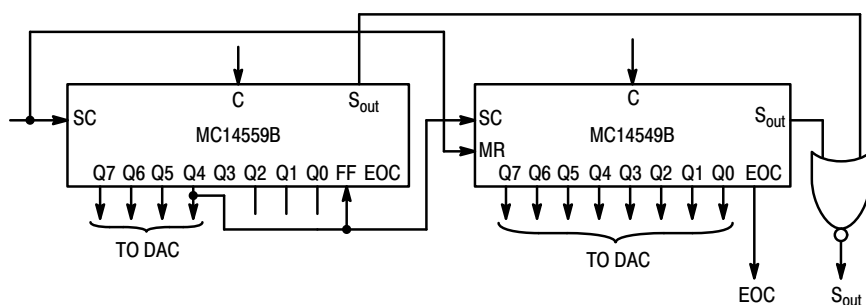 C
S_out
SC
MC14559B
Q7 Q6 Q5 Q4 Q3 Q2 Q1 Q0 FF EOC
TO DAC
C
SC
S_out
MC14549B
MR
Q7 Q6 Q5 Q4 Q3 Q2 Q1 Q0 EOC
TO DAC
EOC
S_out